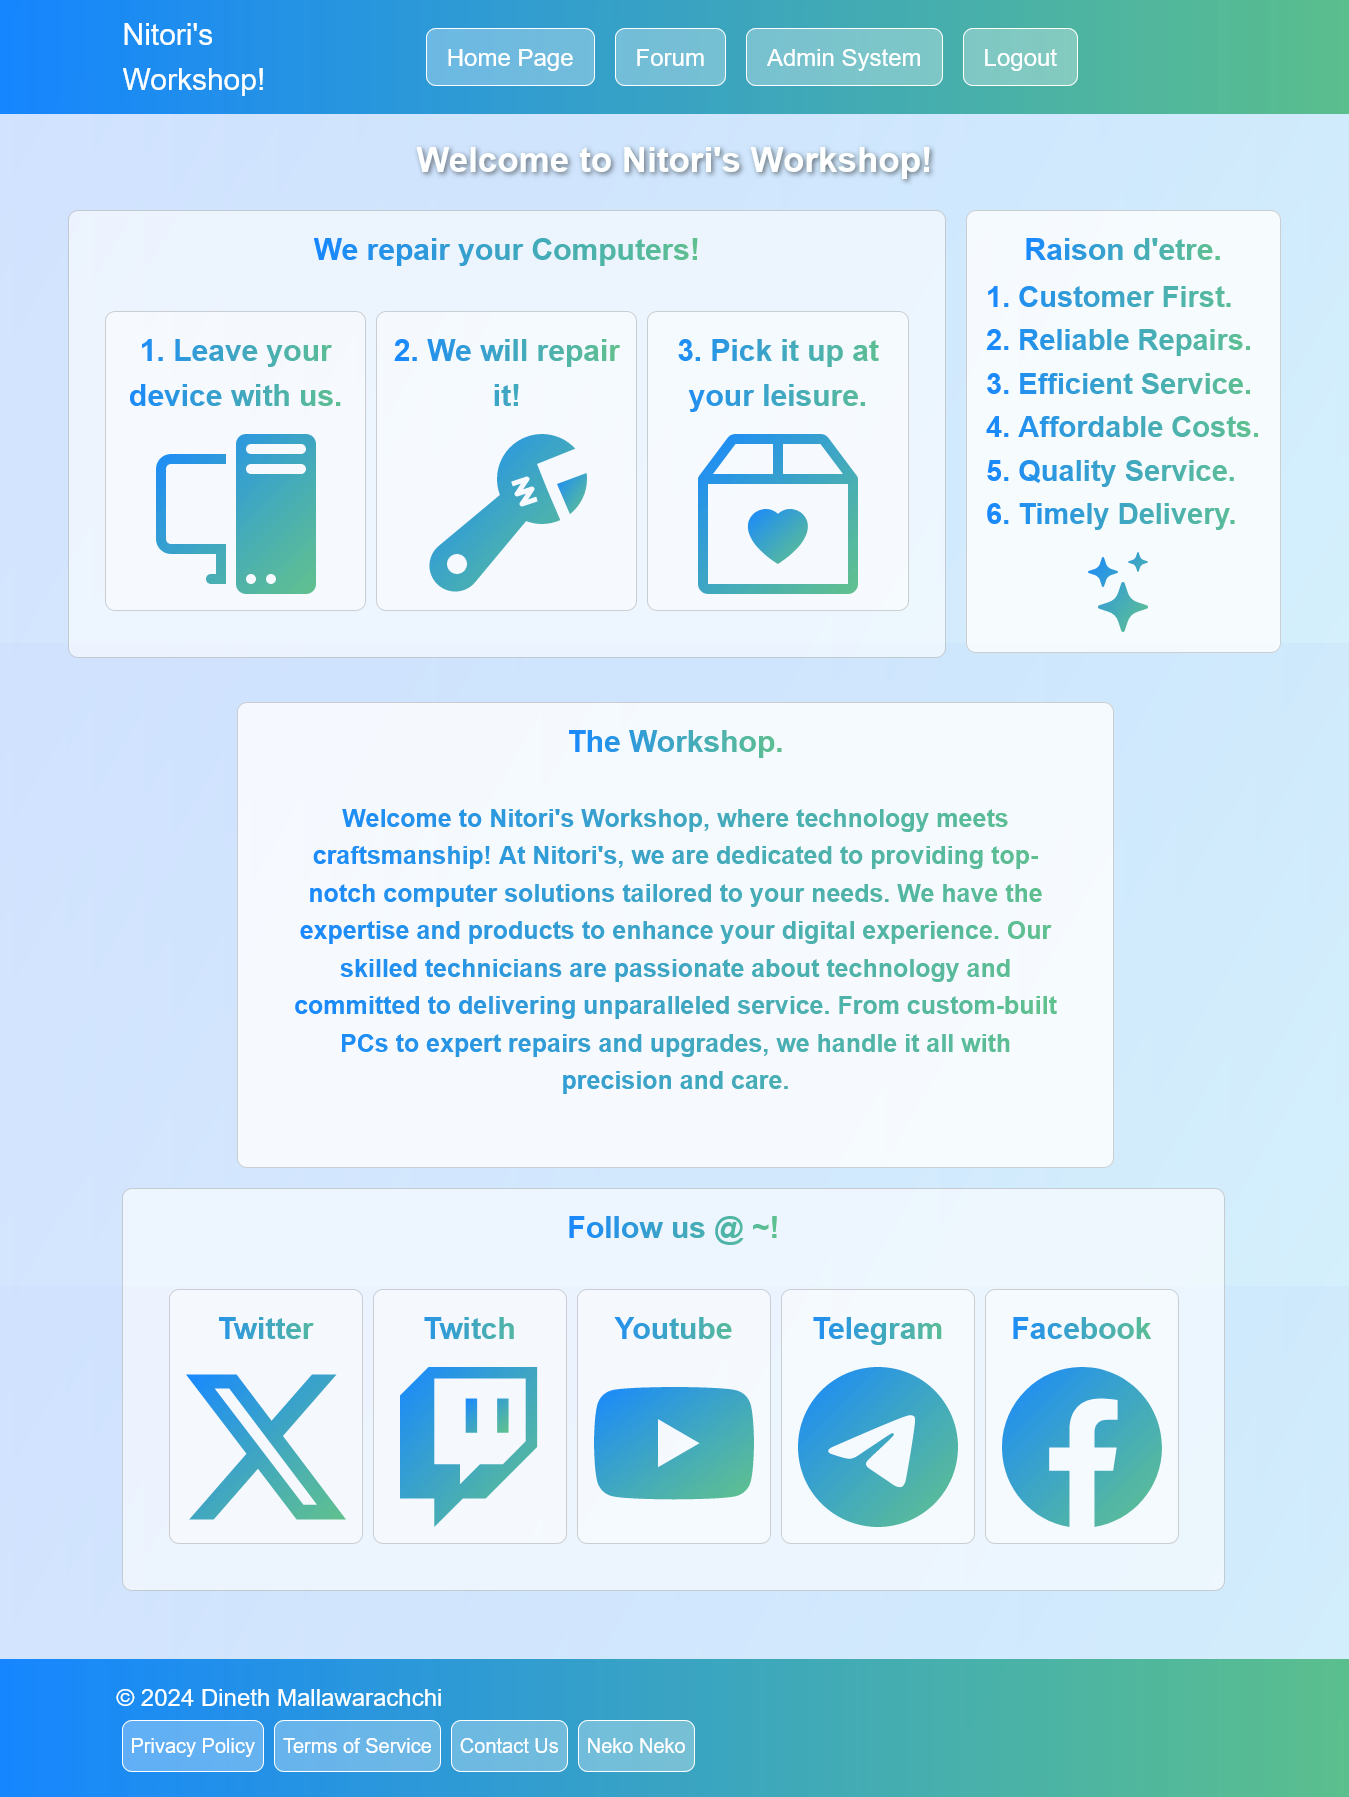 Nitori's
Workshop!
Home Page
Forum
Admin System
Logout
Welcome to Nitori's Workshop!
We repair your Computers!
1. Leave your
device with us.
2. We will repair
it!
3. Pick it up at
your leisure.
Raison d'etre.
1. Customer First.
2. Reliable Repairs.
3. Efficient Service.
4. Affordable Costs.
5. Quality Service.
6. Timely Delivery.
The Workshop.
Welcome to Nitori's Workshop, where technology meets
craftsmanship! At Nitori's, we are dedicated to providing top-
notch computer solutions tailored to your needs. We have the
expertise and products to enhance your digital experience. Our
skilled technicians are passionate about technology and
committed to delivering unparalleled service. From custom-built
PCs to expert repairs and upgrades, we handle it all with
precision and care.
Follow us @ ~!
Twitter
Twitch
Youtube
Telegram
Facebook
© 2024 Dineth Mallawarachchi
Privacy Policy
Terms of Service
Contact Us
Neko Neko